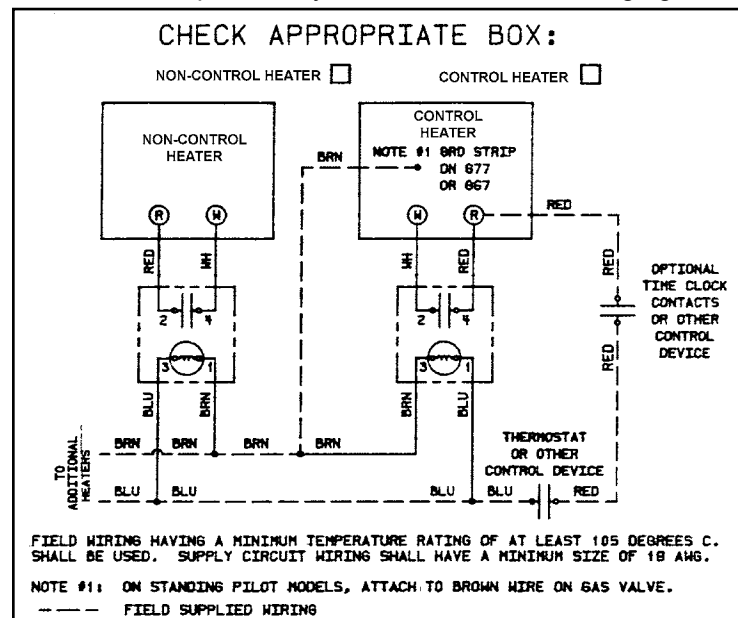 CHECK APPROPRIATE BOX:
NON-CONTROL HEATER
CONTROL HEATER
NON-CONTROL
HEATER
R
W
CONTROL
HEATER
NOTE #1 GRD STRIP
ON G77
OR G67
W
R
BRN
RED
RED
WH
WH
RED
RED
RED
OPTIONAL
TIME CLOCK
CONTACTS
OR OTHER
CONTROL
DEVICE
2
4
3
1
2
4
3
1
BLU
BRN
BRN
BLU
TO
ADDITIONAL
HEATERS
BRN
BRN
BRN
BRN
THERMOSTAT
OR OTHER
CONTROL DEVICE
BLU
BLU
BLU
BLU
RED
FIELD WIRING HAVING A MINIMUM TEMPERATURE RATING OF AT LEAST 105 DEGREES C.
SHALL BE USED. SUPPLY CIRCUIT WIRING SHALL HAVE A MINIMUM SIZE OF 18 AWG.
NOTE #1: ON STANDING PILOT MODELS, ATTACH TO BROWN WIRE ON GAS VALVE.
FIELD SUPPLIED WIRING